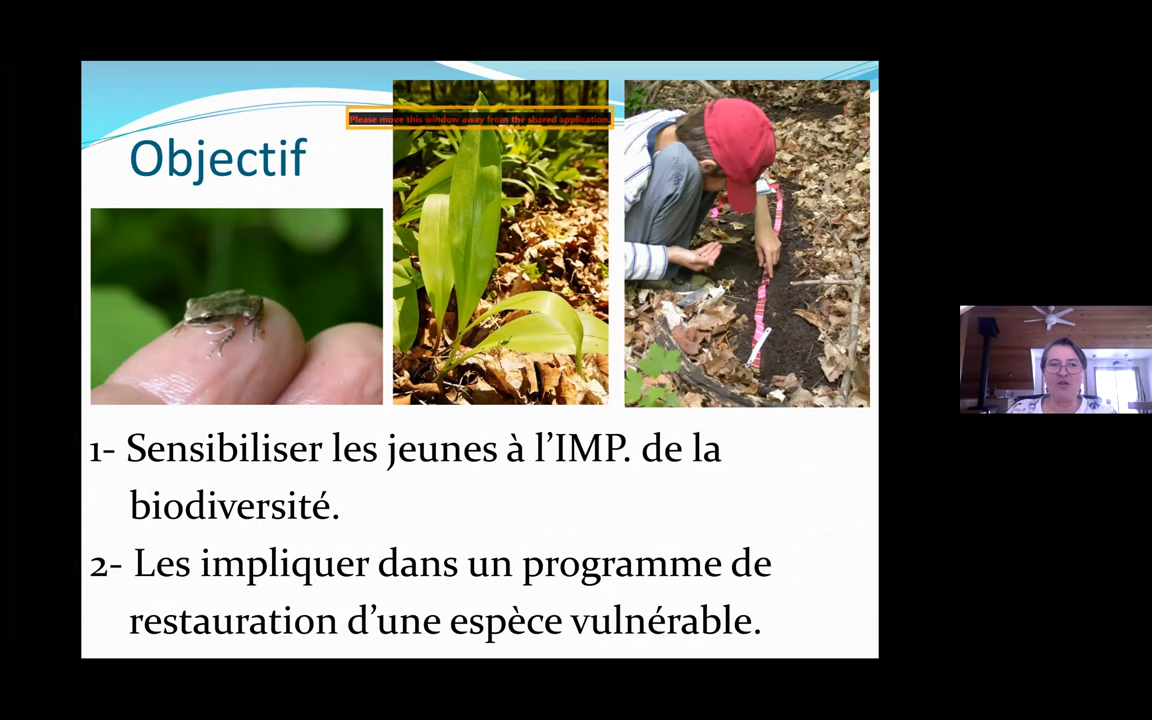 Please move this window away from the shared application.
Objectif
1- Sensibiliser les jeunes à l’IMP. de la
biodiversité.
2- Les impliquer dans un programme de
restauration d’une espèce vulnérable.